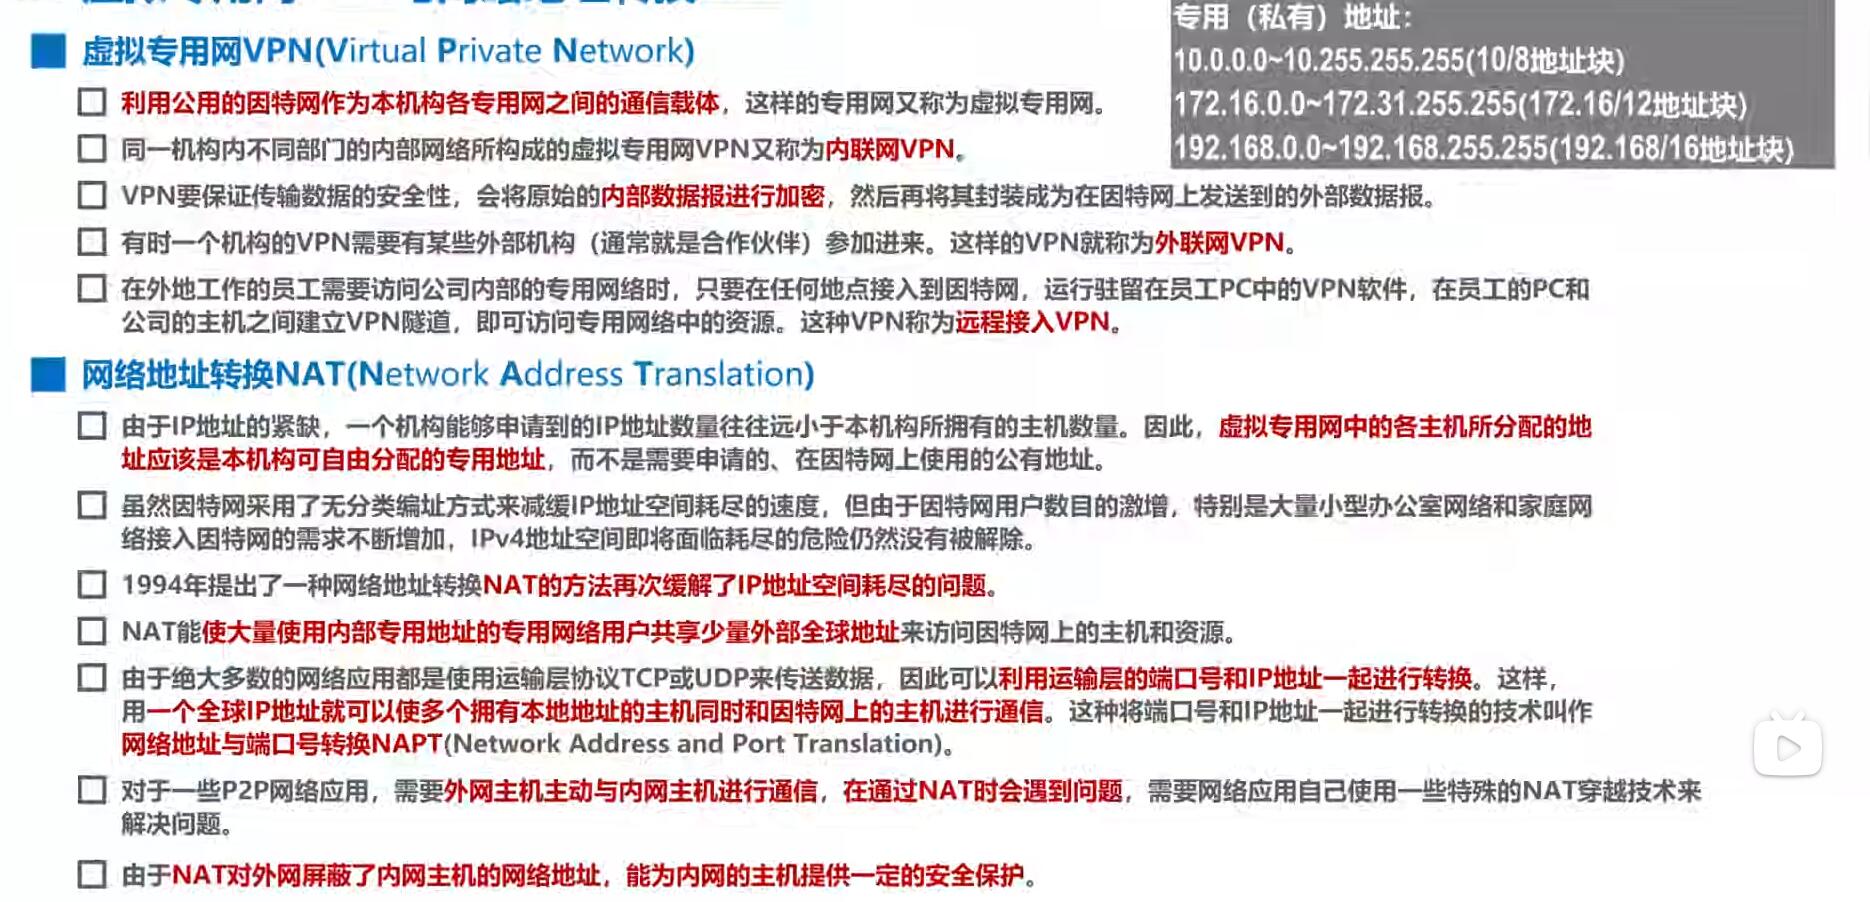 虚拟专用网VPN(Virtual Private Network)
利用公用的因特网作为本机构各专用网之间的通信载体，这样的专用网又称为虚拟专用网。
同一机构内不同部门的内部网络所构成的虚拟专用网VPN又称为内联网VPN。
VPN要保证传输数据的安全性，会将原始的内部数据报进行加密，然后再将其封装成为在因特网上发送到的外部数据报。
有时一个机构的VPN需要有某些外部机构（通常就是合作伙伴）参加进来。这样的VPN就称为外联网VPN。
在外地工作的员工需要访问公司内部的专用网络时，只要在任何地点接入到因特网，运行驻留在员工PC中的VPN软件，在员工的PC和
公司的主机之间建立VPN隧道，即可访问专用网络中的资源。这种VPN称为远程接入VPN。
专用（私有）地址：
10.0.0.0~10.255.255.255(10/8地址块)
172.16.0.0~172.31.255.255(172.16/12地址块)
192.168.0.0~192.168.255.255(192.168/16地址块)
网络地址转换NAT(Network Address Translation)
由于IP地址的紧缺，一个机构能够申请到的IP地址数量往往远小于本机构所拥有的主机数量。因此，虚拟专用网中的各主机所分配的地
址应该是本机构可自由分配的专用地址，而不是需要申请的、在因特网上使用的公有地址。
虽然因特网采用了无分类编址方式来减缓IP地址空间耗尽的速度，但由于因特网用户数目的激增，特别是大量小型办公室网络和家庭网
络接入因特网的需求不断增加，IPv4地址空间即将面临耗尽的危险仍然没有被解除。
1994年提出了一种网络地址转换NAT的方法再次缓解了IP地址空间耗尽的问题。
NAT能使大量使用内部专用地址的专用网络用户共享少量外部全球地址来访问因特网上的主机和资源。
由于绝大多数的网络应用都是使用运输层协议TCP或UDP来传送数据，因此可以利用运输层的端口号和IP地址一起进行转换。这样，
用一个全球IP地址就可以使多个拥有本地地址的主机同时和因特网上的主机进行通信。这种将端口号和IP地址一起进行转换的技术叫作
网络地址与端口号转换NAPT(Network Address and Port Translation)。
对于一些P2P网络应用，需要外网主机主动与内网主机进行通信，在通过NAT时会遇到问题，需要网络应用自己使用一些特殊的NAT穿越技术来
解决问题。
由于NAT对外网屏蔽了内网主机的网络地址，能为内网的主机提供一定的安全保护。